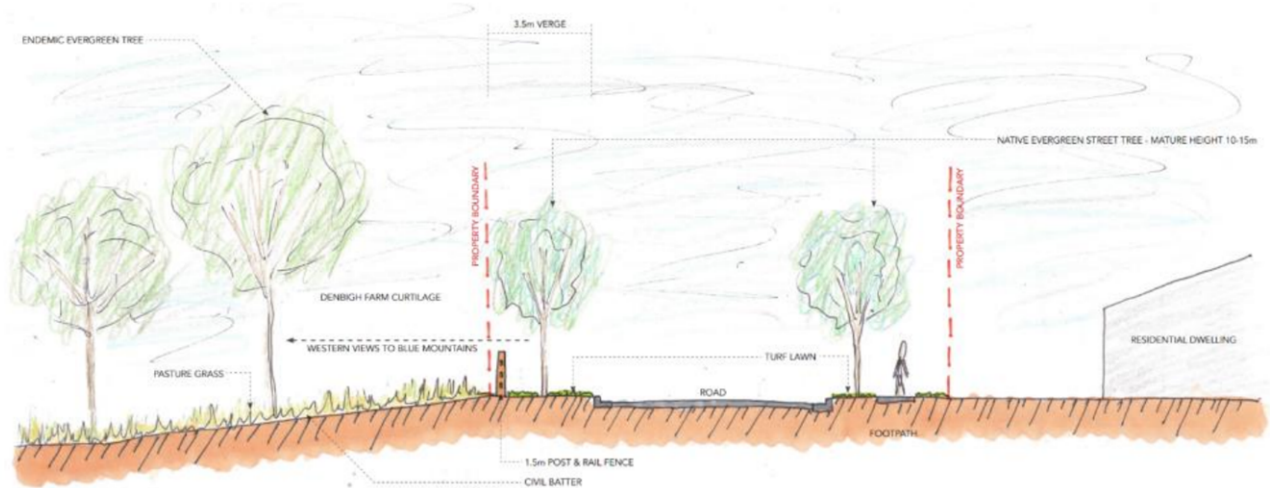 3.5m VERGE
ENDEMIC EVERGREEN TREE
NATIVE EVERGREEN STREET TREE - MATURE HEIGHT 10-15m
PROPERTY BOUNDARY
PROPERTY BOUNDARY
DENBIGH FARM CURTILAGE
WESTERN VIEWS TO BLUE MOUNTAINS
RESIDENTIAL DWELLING
TURF LAWN
PASTURE GRASS
ROAD
FOOTPATH
1.5m POST & RAIL FENCE
CIVIL BATTER